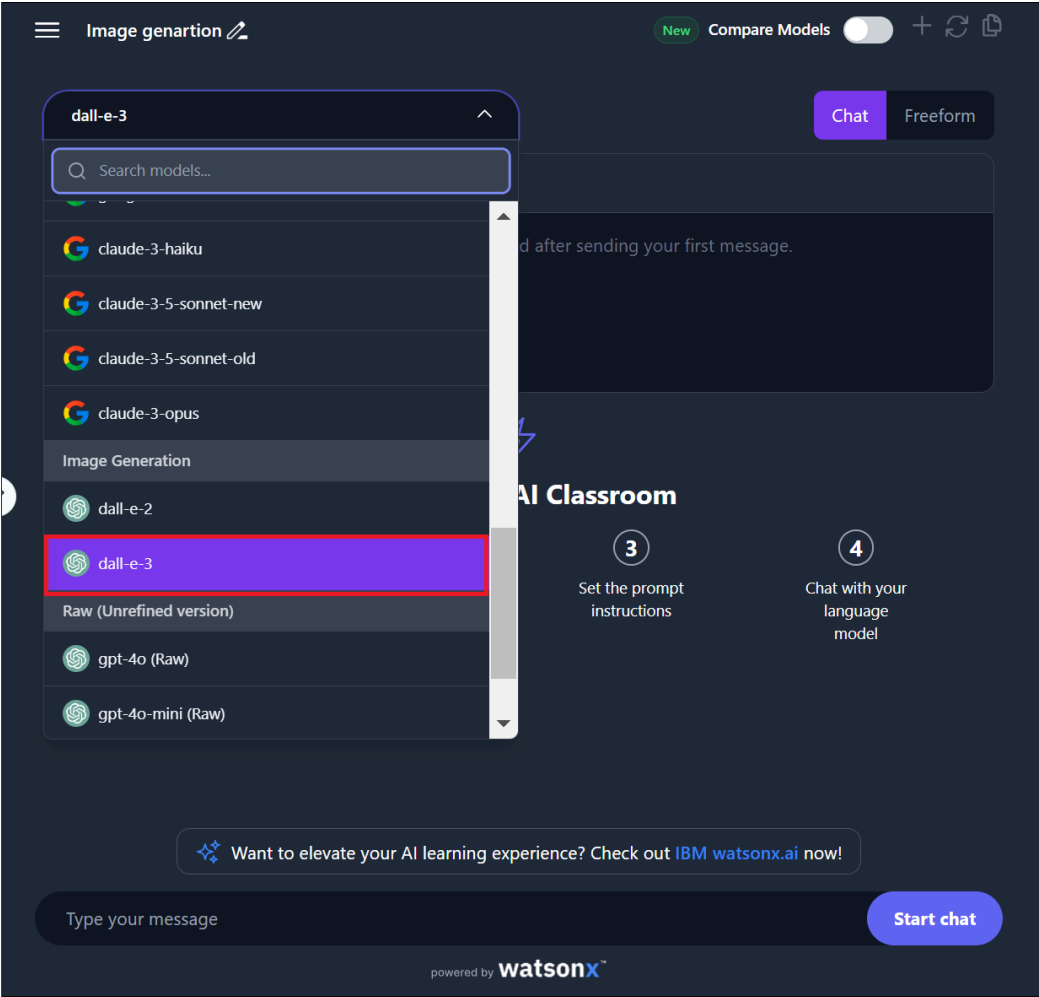 Image genartion
New Compare Models
dall-e-3
Chat Freeform
Search models...
d after sending your first message.
claude-3-haiku
claude-3-5-sonnet-new
claude-3-5-sonnet-old
claude-3-opus
Image Generation
dall-e-2
dall-e-3
Raw (Unrefined version)
gpt-4o (Raw)
gpt-4o-mini (Raw)
AI Classroom
3
Set the prompt
instructions
4
Chat with your
language
model
Want to elevate your AI learning experience? Check out IBM watsonx.ai now!
Type your message
Start chat
powered by watsonx™